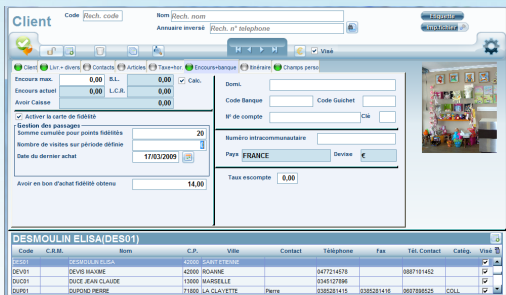 Client
Code Rech. code
Nom Rech. nom
Annuaire inversé Rech. n° telephone
Etiquette
Visé
Client Livr.+ divers Contacts Articles Taxe+hor. Encours+banque Itinéraire Champs perso
Encours max. 0,00 B.L. 0,00 Calc.
Encours actuel 0,00 L.C.R. 0,00
Avoir Caisse 0,00
Activer la carte de fidélité
Gestion des passages
Somme cumulée pour points fidélités 20
Nombre de visites sur période définie
Date du dernier achat 17/03/2009
Avoir en bon d'achat fidélité obtenu 14,00
Domi.
Code Banque Code Guichet
N° de compte Clé
Numéro intracommunautaire
Pays FRANCE Devise €
Taux escompte 0,00
DESMOULIN ELISA(DES01)
Code C.R.M. Nom C.P. Ville Contact Téléphone Fax Tél. Contact Catég. Visé
DES01 DESMOULIN ELISA 42000 SAINT ETIENNE
DEV01 DEVIS MAXIME 42000 ROANNE 0477214578 0887101452
DUC01 DUCE JEAN CLAUDE 13000 MARSEILLE 0345127896
DUP01 DUPOND PIERRE 71800 LA CLAYETTE Pierre 0385281415 0385281416 0607898525 COLL